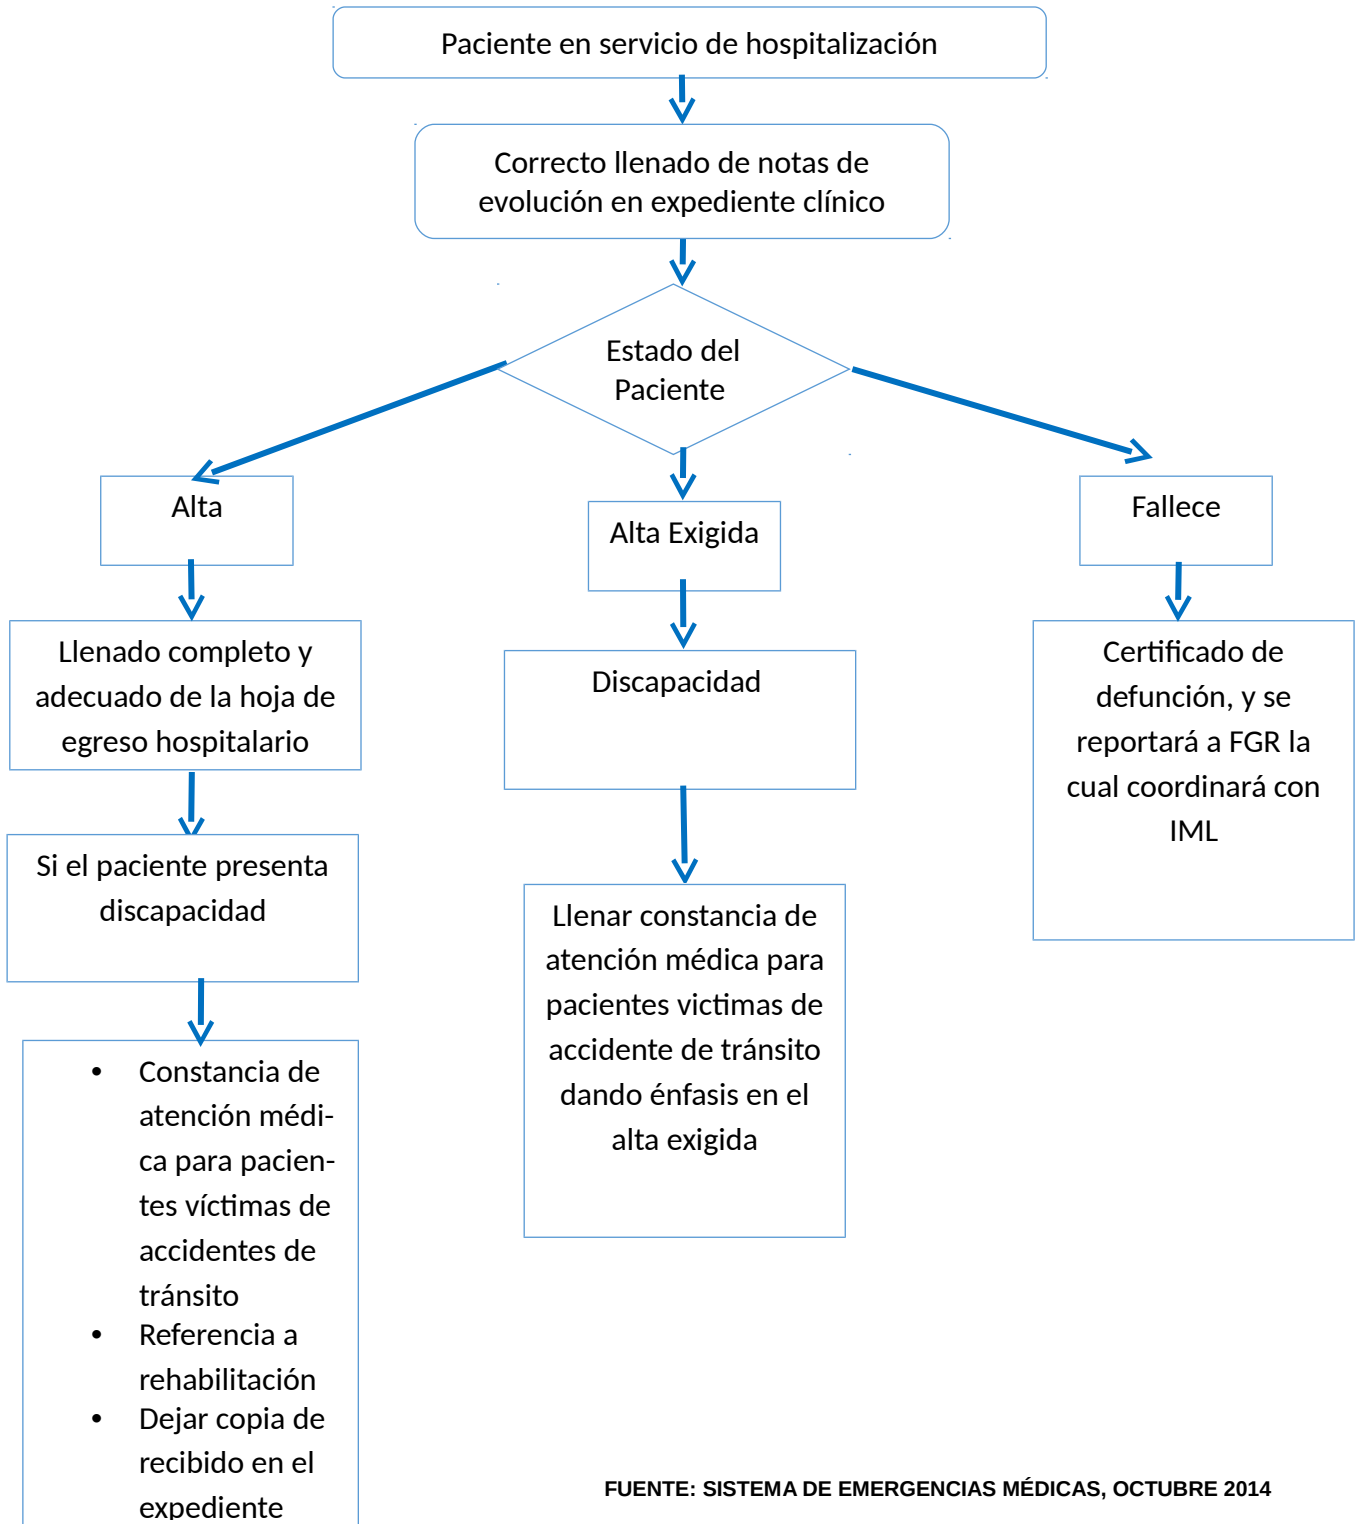 Paciente en servicio de hospitalización
Correcto llenado de notas de
evolución en expediente clínico
Estado del
Paciente
Alta
Alta Exigida
Fallece
Llenado completo y
adecuado de la hoja de
egreso hospitalario
Si el paciente presenta
discapacidad
• Constancia de
atención médi-
ca para pacien-
tes víctimas de
accidentes de
tránsito
• Referencia a
rehabilitación
• Dejar copia de
recibido en el
expediente
Discapacidad
Llenar constancia de
atención médica para
pacientes victimas de
accidente de tránsito
dando énfasis en el
alta exigida
Certificado de
defunción, y se
reportará a FGR la
cual coordinará con
IML
FUENTE: SISTEMA DE EMERGENCIAS MÉDICAS, OCTUBRE 2014